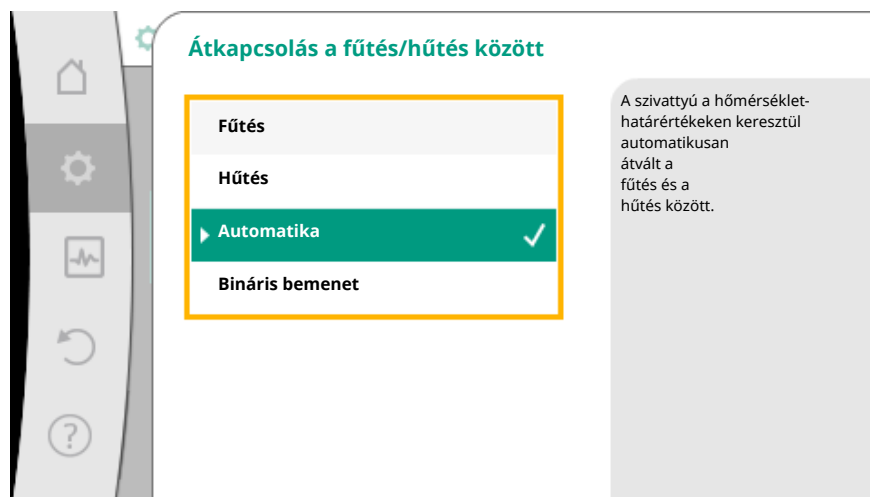 Átkapcsolás a fűtés/hűtés között
Fűtés
Hűtés
Automatika
Bináris bemenet
A szivattyú a hőmérséklet-
határértékeken keresztül
automatikusan
átvált a
fűtés és a
hűtés között.
?